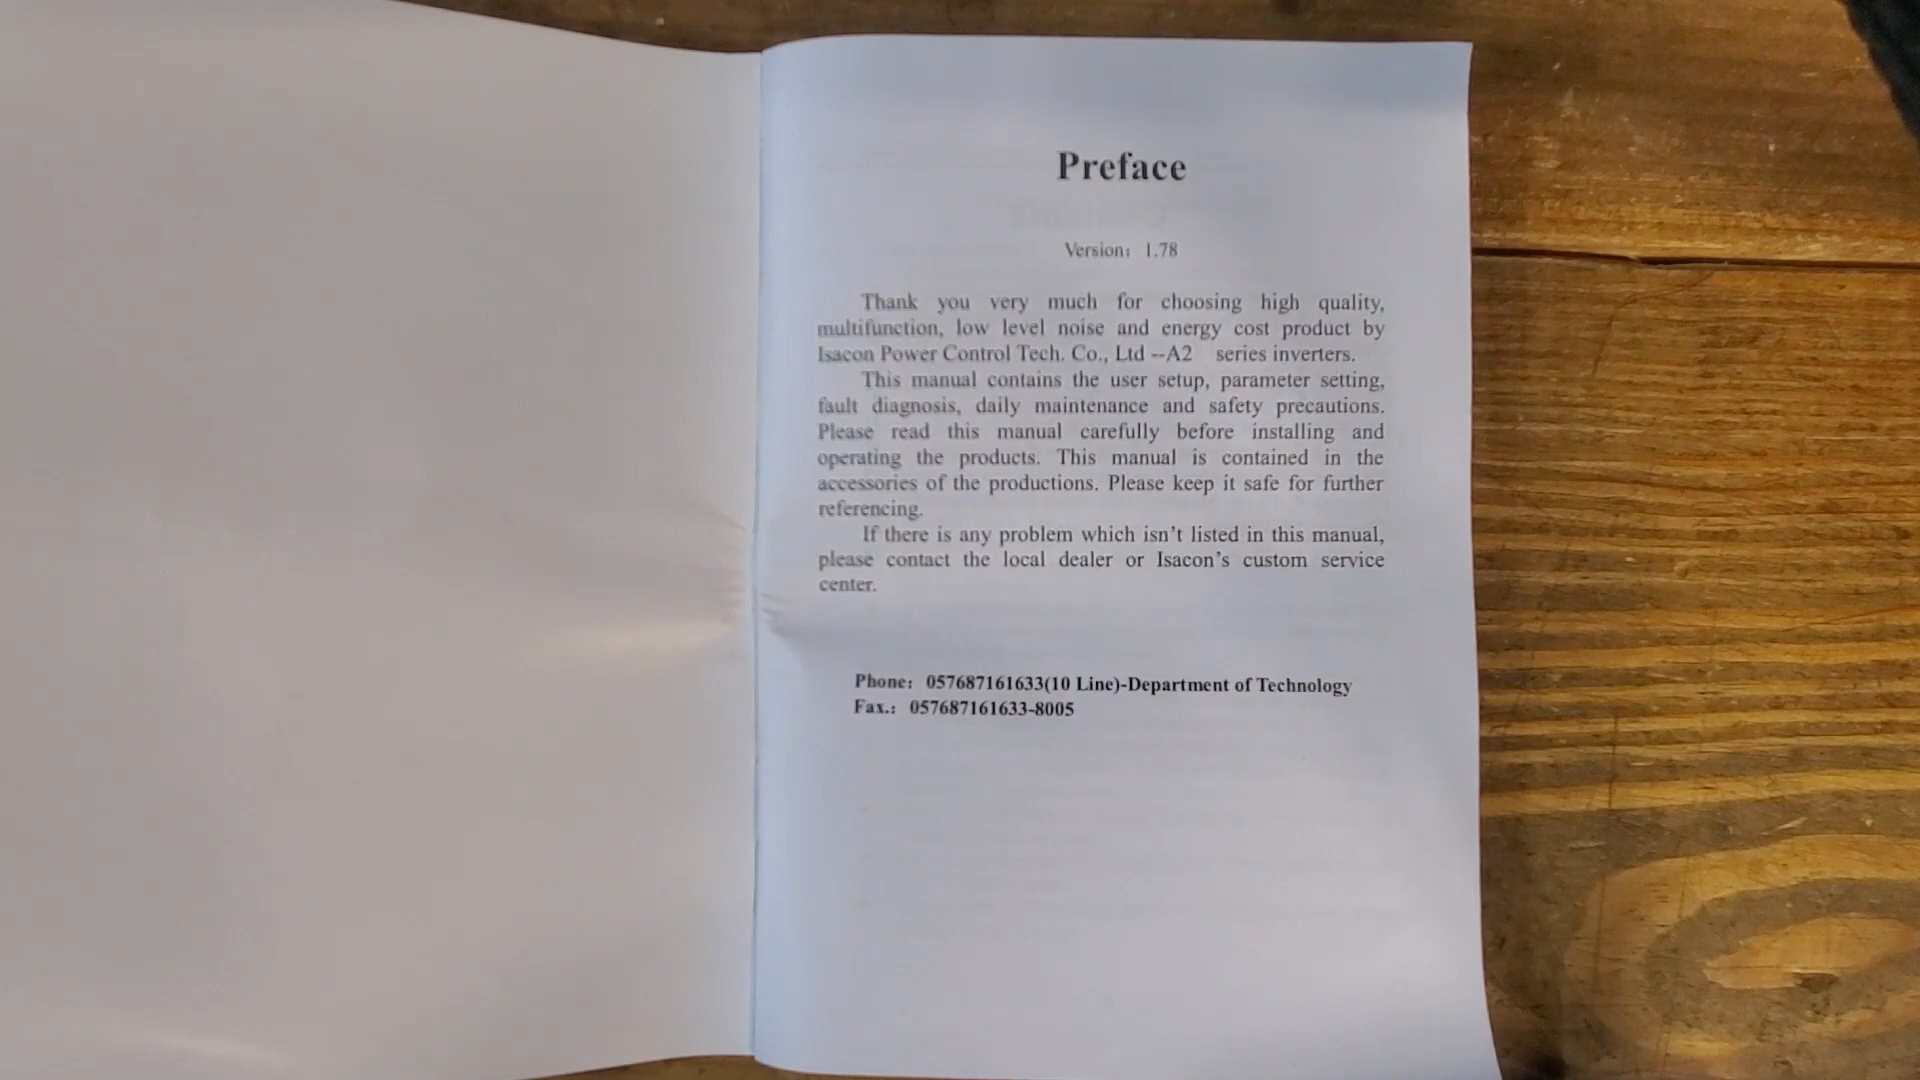 Preface
Version: 1.78
Thank you very much for choosing high quality,
multifunction, low level noise and energy cost product by
Isacon Power Control Tech. Co., Ltd --A2 series inverters.
This manual contains the user setup, parameter setting,
fault diagnosis, daily maintenance and safety precautions.
Please read this manual carefully before installing and
operating the products. This manual is contained in the
accessories of the productions. Please keep it safe for further
referencing.
If there is any problem which isn't listed in this manual,
please contact the local dealer or Isacon's custom service
center.
Phone: 057687161633(10 Line)-Department of Technology
Fax.: 057687161633-8005